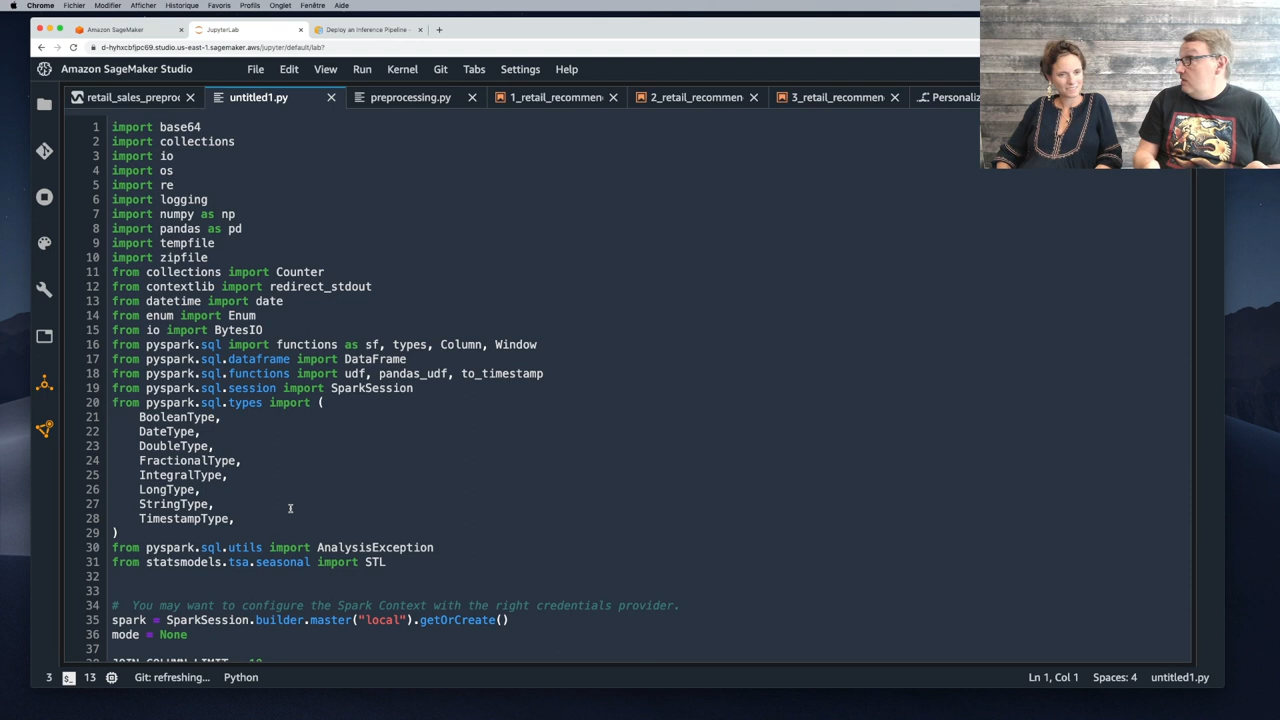 Chrome Fichier Modifier Afficher Historique Favoris Profils Onglet Fenêtre Aide
Amazon SageMaker JupyterLab Deploy an Inference Pipeline -
d-hyhxcbfjpc69.studio.us-east-1.sagemaker.aws/jupyter/default/lab?
Amazon SageMaker Studio File Edit View Run Kernel Git Tabs Settings Help
retail_sales_preproc untitled1.py preprocessing.py 1_retail_recommen 2_retail_recommen 3_retail_recommen Personaliz
1 import base64
2 import collections
3 import io
4 import os
5 import re
6 import logging
7 import numpy as np
8 import pandas as pd
9 import tempfile
10 import zipfile
11 from collections import Counter
12 from contextlib import redirect_stdout
13 from datetime import date
14 from enum import Enum
15 from io import BytesIO
16 from pyspark.sql import functions as sf, types, Column, Window
17 from pyspark.sql.dataframe import DataFrame
18 from pyspark.sql.functions import udf, pandas_udf, to_timestamp
19 from pyspark.sql.session import SparkSession
20 from pyspark.sql.types import (
21 BooleanType,
22 DateType,
23 DoubleType,
24 FractionalType,
25 IntegralType,
26 LongType,
27 StringType,
28 TimestampType,
29 )
30 from pyspark.sql.utils import AnalysisException
31 from statsmodels.tsa.seasonal import STL
32
33
34 # You may want to configure the Spark Context with the right credentials provider.
35 spark = SparkSession.builder.master("local").getOrCreate()
36 mode = None
37
3 $_ 13 Git: refreshing... Python Ln 1, Col 1 Spaces: 4 untitled1.py